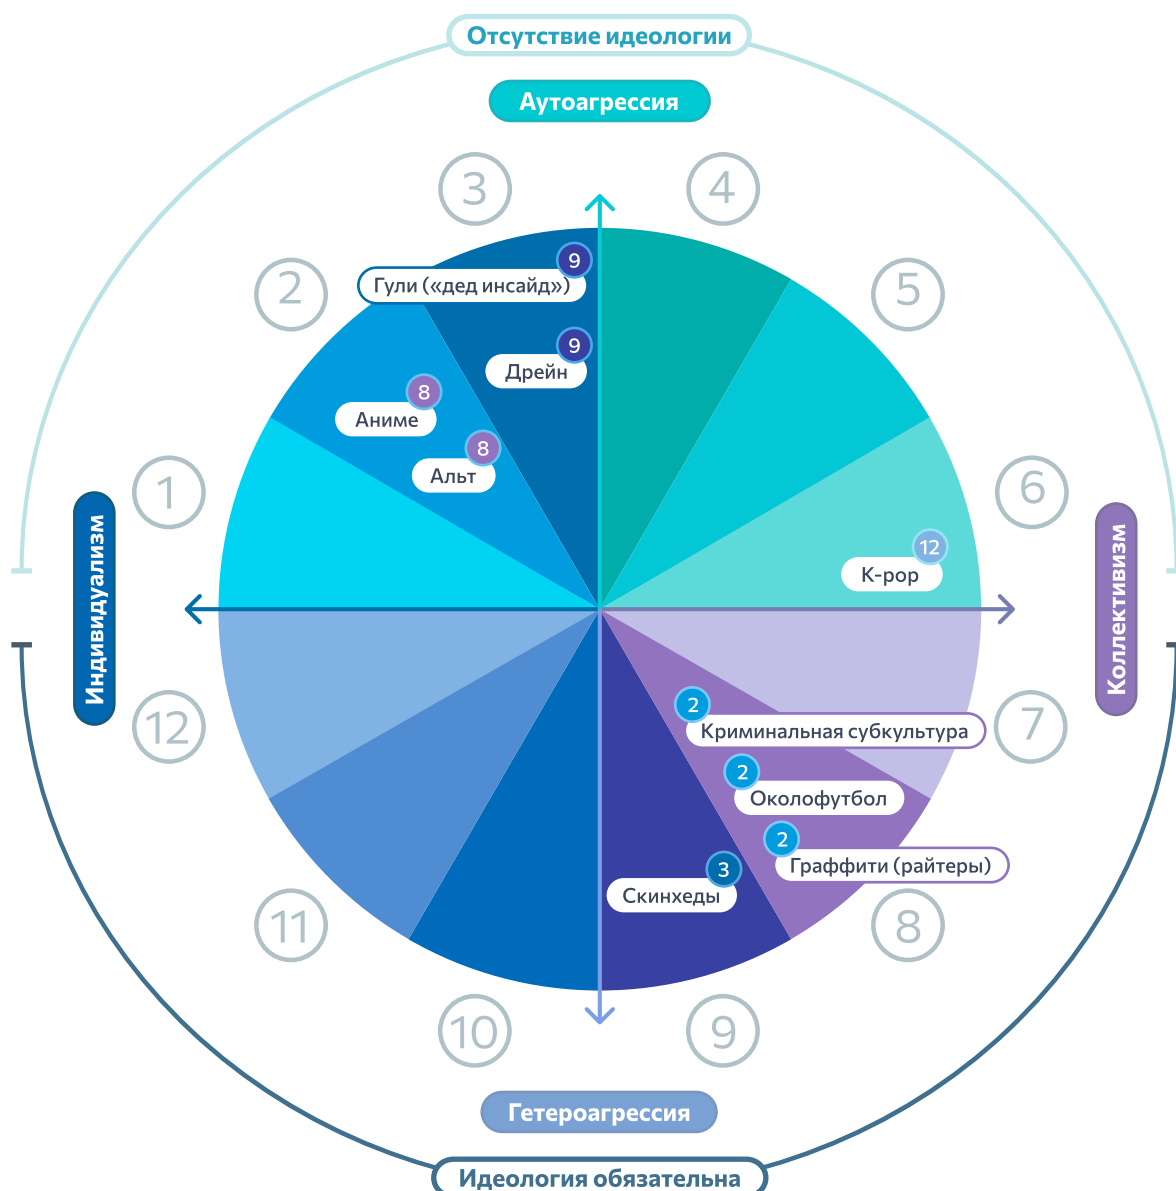 Отсутствие идеологии
Аутоагрессия
3
4
2
5
9
Гули («дед инсайд»)
9
Дрейн
8
Аниме
8
Альт
1
6
12
K-pop
Индивидуализм
Коллективизм
12
7
2
Криминальная субкультура
2
Околофутбол
2
Граффити (райтеры)
3
Скинхеды
11
8
10
9
Гетероагрессия
Идеология обязательна